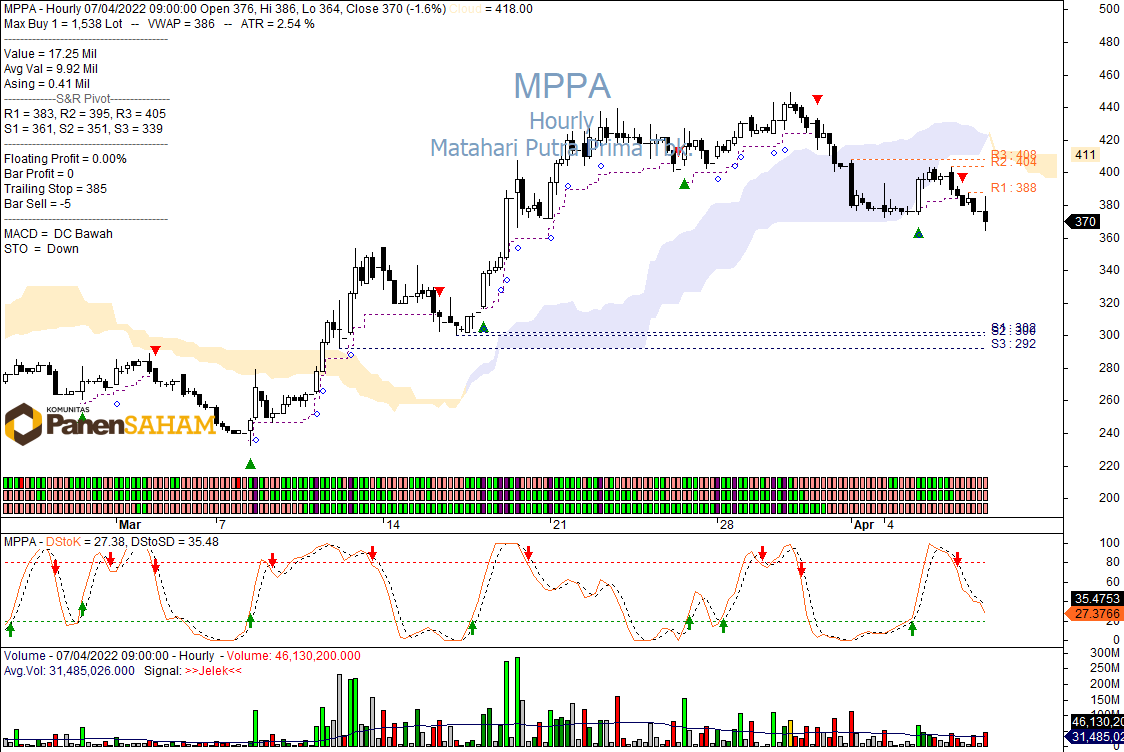 MPPA - Hourly 07/04/2022 09:00:00 Open 376, Hi 386, Lo 364, Close 370 (-1.6%) Cloud = 418.00
Max Buy 1 = 1,538 Lot -- VWAP = 386 -- ATR = 2.54 %
Value = 17.25 Mil
Avg Val = 9.92 Mil
Asing = 0.41 Mil
S&R Pivot
R1 = 383, R2 = 395, R3 = 405
S1 = 361, S2 = 351, S3 = 339
Floating Profit = 0.00%
Bar Profit = 0
Trailing Stop = 385
Bar Sell = -5
MACD = DC Bawah
STO = Down
MPPA
Hourly
Matahari Putra Prima Tbk.
500
480
460
440
420
411
400
380
370
360
340
320
300
280
260
240
220
200
R3 : 408
R2 : 404
R1 : 388
S1 : 302
S2 : 300
S3 : 292
KOMUNITAS
PanenSAHAM
Mar
7
14
21
28
Apr
4
MPPA - DStoK = 27.38, DStoSD = 35.48
100
80
60
35.4753
27.3766
20
0
Volume - 07/04/2022 09:00:00 - Hourly - Volume: 46,130,200.000
Avg.Vol: 31,485,026.000 Signal: >>Jelek<<
300M
250M
200M
150M
100M
46,130,20
31,485,02